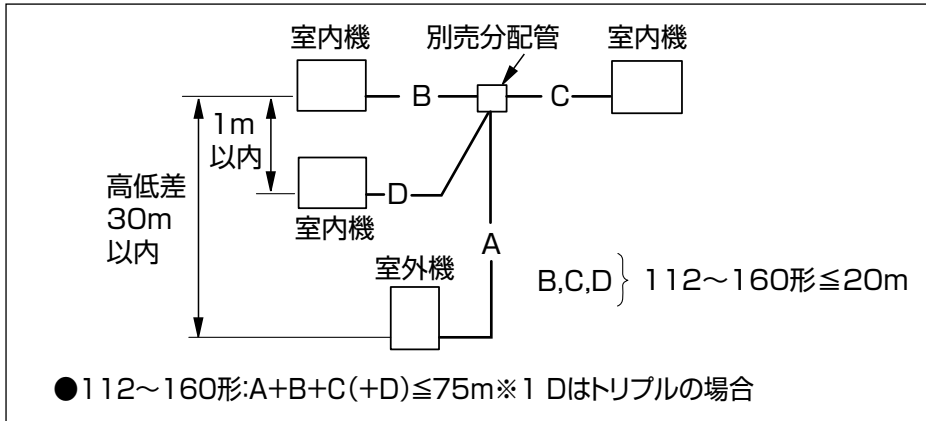 室内機
別売分配管
室内機
B
C
1m
以内
高低差
30m
以内
D
室内機
A
室外機
B,C,D} 112～160形≦20m
●112～160形:A+B+C(+D)≦75m※1 Dはトリプルの場合